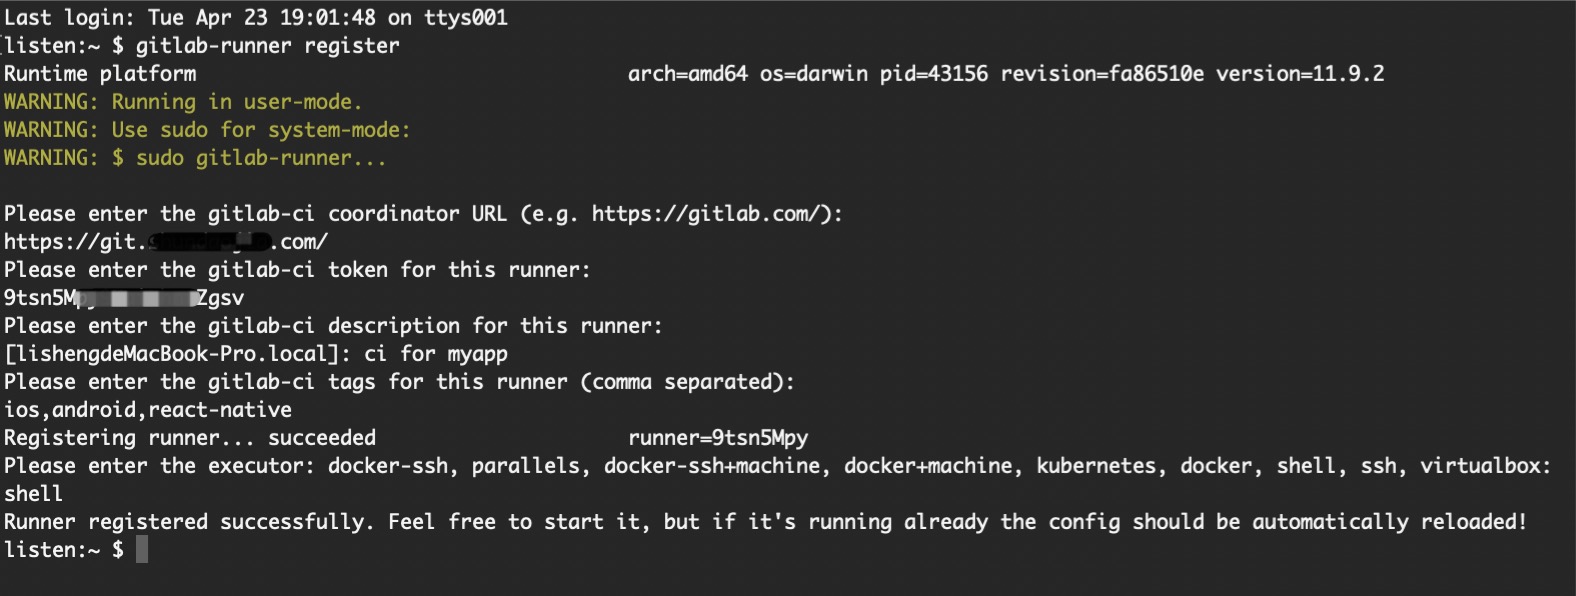 Last login: Tue Apr 23 19:01:48 on ttys001
[listen:~ $ gitlab-runner register
Runtime platform arch=amd64 os=darwin pid=43156 revision=fa86510e version=11.9.2
WARNING: Running in user-mode.
WARNING: Use sudo for system-mode:
WARNING: $ sudo gitlab-runner...
Please enter the gitlab-ci coordinator URL (e.g. https://gitlab.com/):
https://git. .com/
Please enter the gitlab-ci token for this runner:
9tsn5M Zgsv
Please enter the gitlab-ci description for this runner:
[lishengdeMacBook-Pro.local]: ci for myapp
Please enter the gitlab-ci tags for this runner (comma separated):
ios,android,react-native
Registering runner... succeeded runner=9tsn5Mpy
Please enter the executor: docker-ssh, parallels, docker-ssh+machine, docker+machine, kubernetes, docker, shell, ssh, virtualbox:
shell
Runner registered successfully. Feel free to start it, but if it's running already the config should be automatically reloaded!
listen:~ $